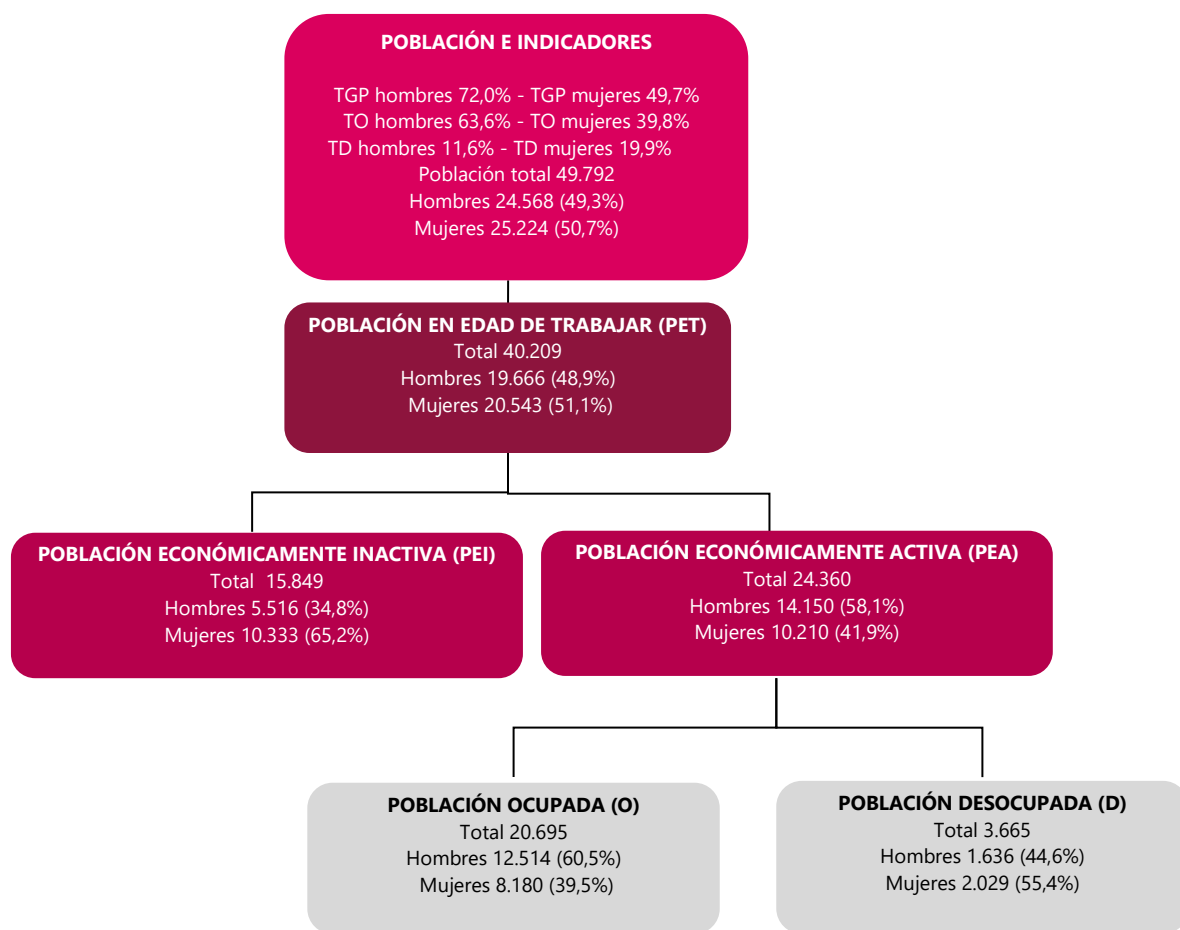 POBLACIÓN E INDICADORES
TGP hombres 72,0% - TGP mujeres 49,7%
TO hombres 63,6% - TO mujeres 39,8%
TD hombres 11,6% - TD mujeres 19,9%
Población total 49.792
Hombres 24.568 (49,3%)
Mujeres 25.224 (50,7%)
POBLACIÓN EN EDAD DE TRABAJAR (PET)
Total 40.209
Hombres 19.666 (48,9%)
Mujeres 20.543 (51,1%)
POBLACIÓN ECONÓMICAMENTE INACTIVA (PEI)
Total 15.849
Hombres 5.516 (34,8%)
Mujeres 10.333 (65,2%)
POBLACIÓN ECONÓMICAMENTE ACTIVA (PEA)
Total 24.360
Hombres 14.150 (58,1%)
Mujeres 10.210 (41,9%)
POBLACIÓN OCUPADA (O)
Total 20.695
Hombres 12.514 (60,5%)
Mujeres 8.180 (39,5%)
POBLACIÓN DESOCUPADA (D)
Total 3.665
Hombres 1.636 (44,6%)
Mujeres 2.029 (55,4%)